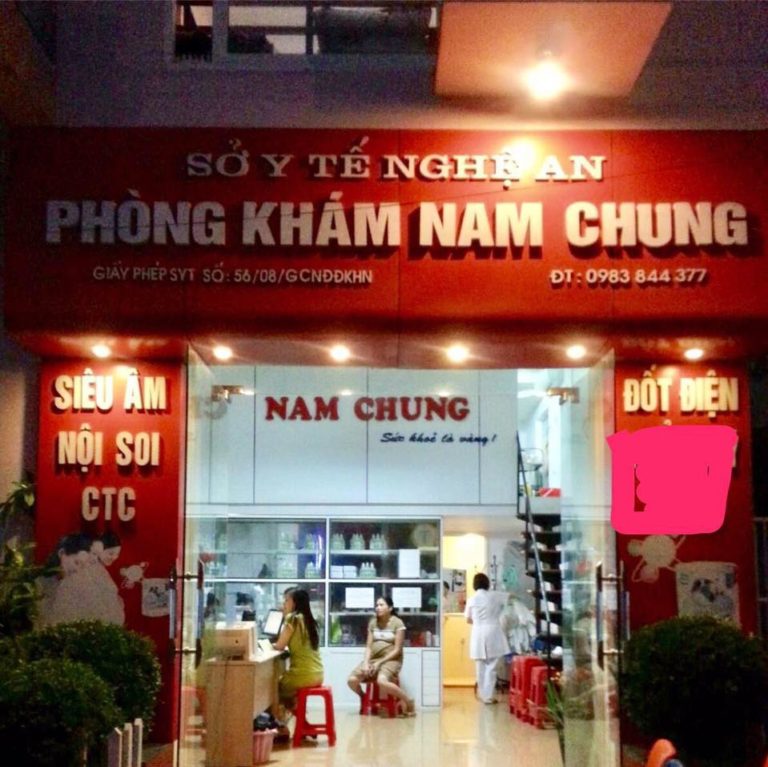 SỞ Y TẾ NGHỆ AN
PHÒNG KHÁM NAM CHUNG
GIẤY PHÉP SYT SỐ: 56/08/GCNĐĐKHN
ĐT: 0983 844 377
SIÊU ÂM
NỘI SOI
CTC
NAM CHUNG
Sức khoẻ là vàng!
ĐỐT ĐIỆN